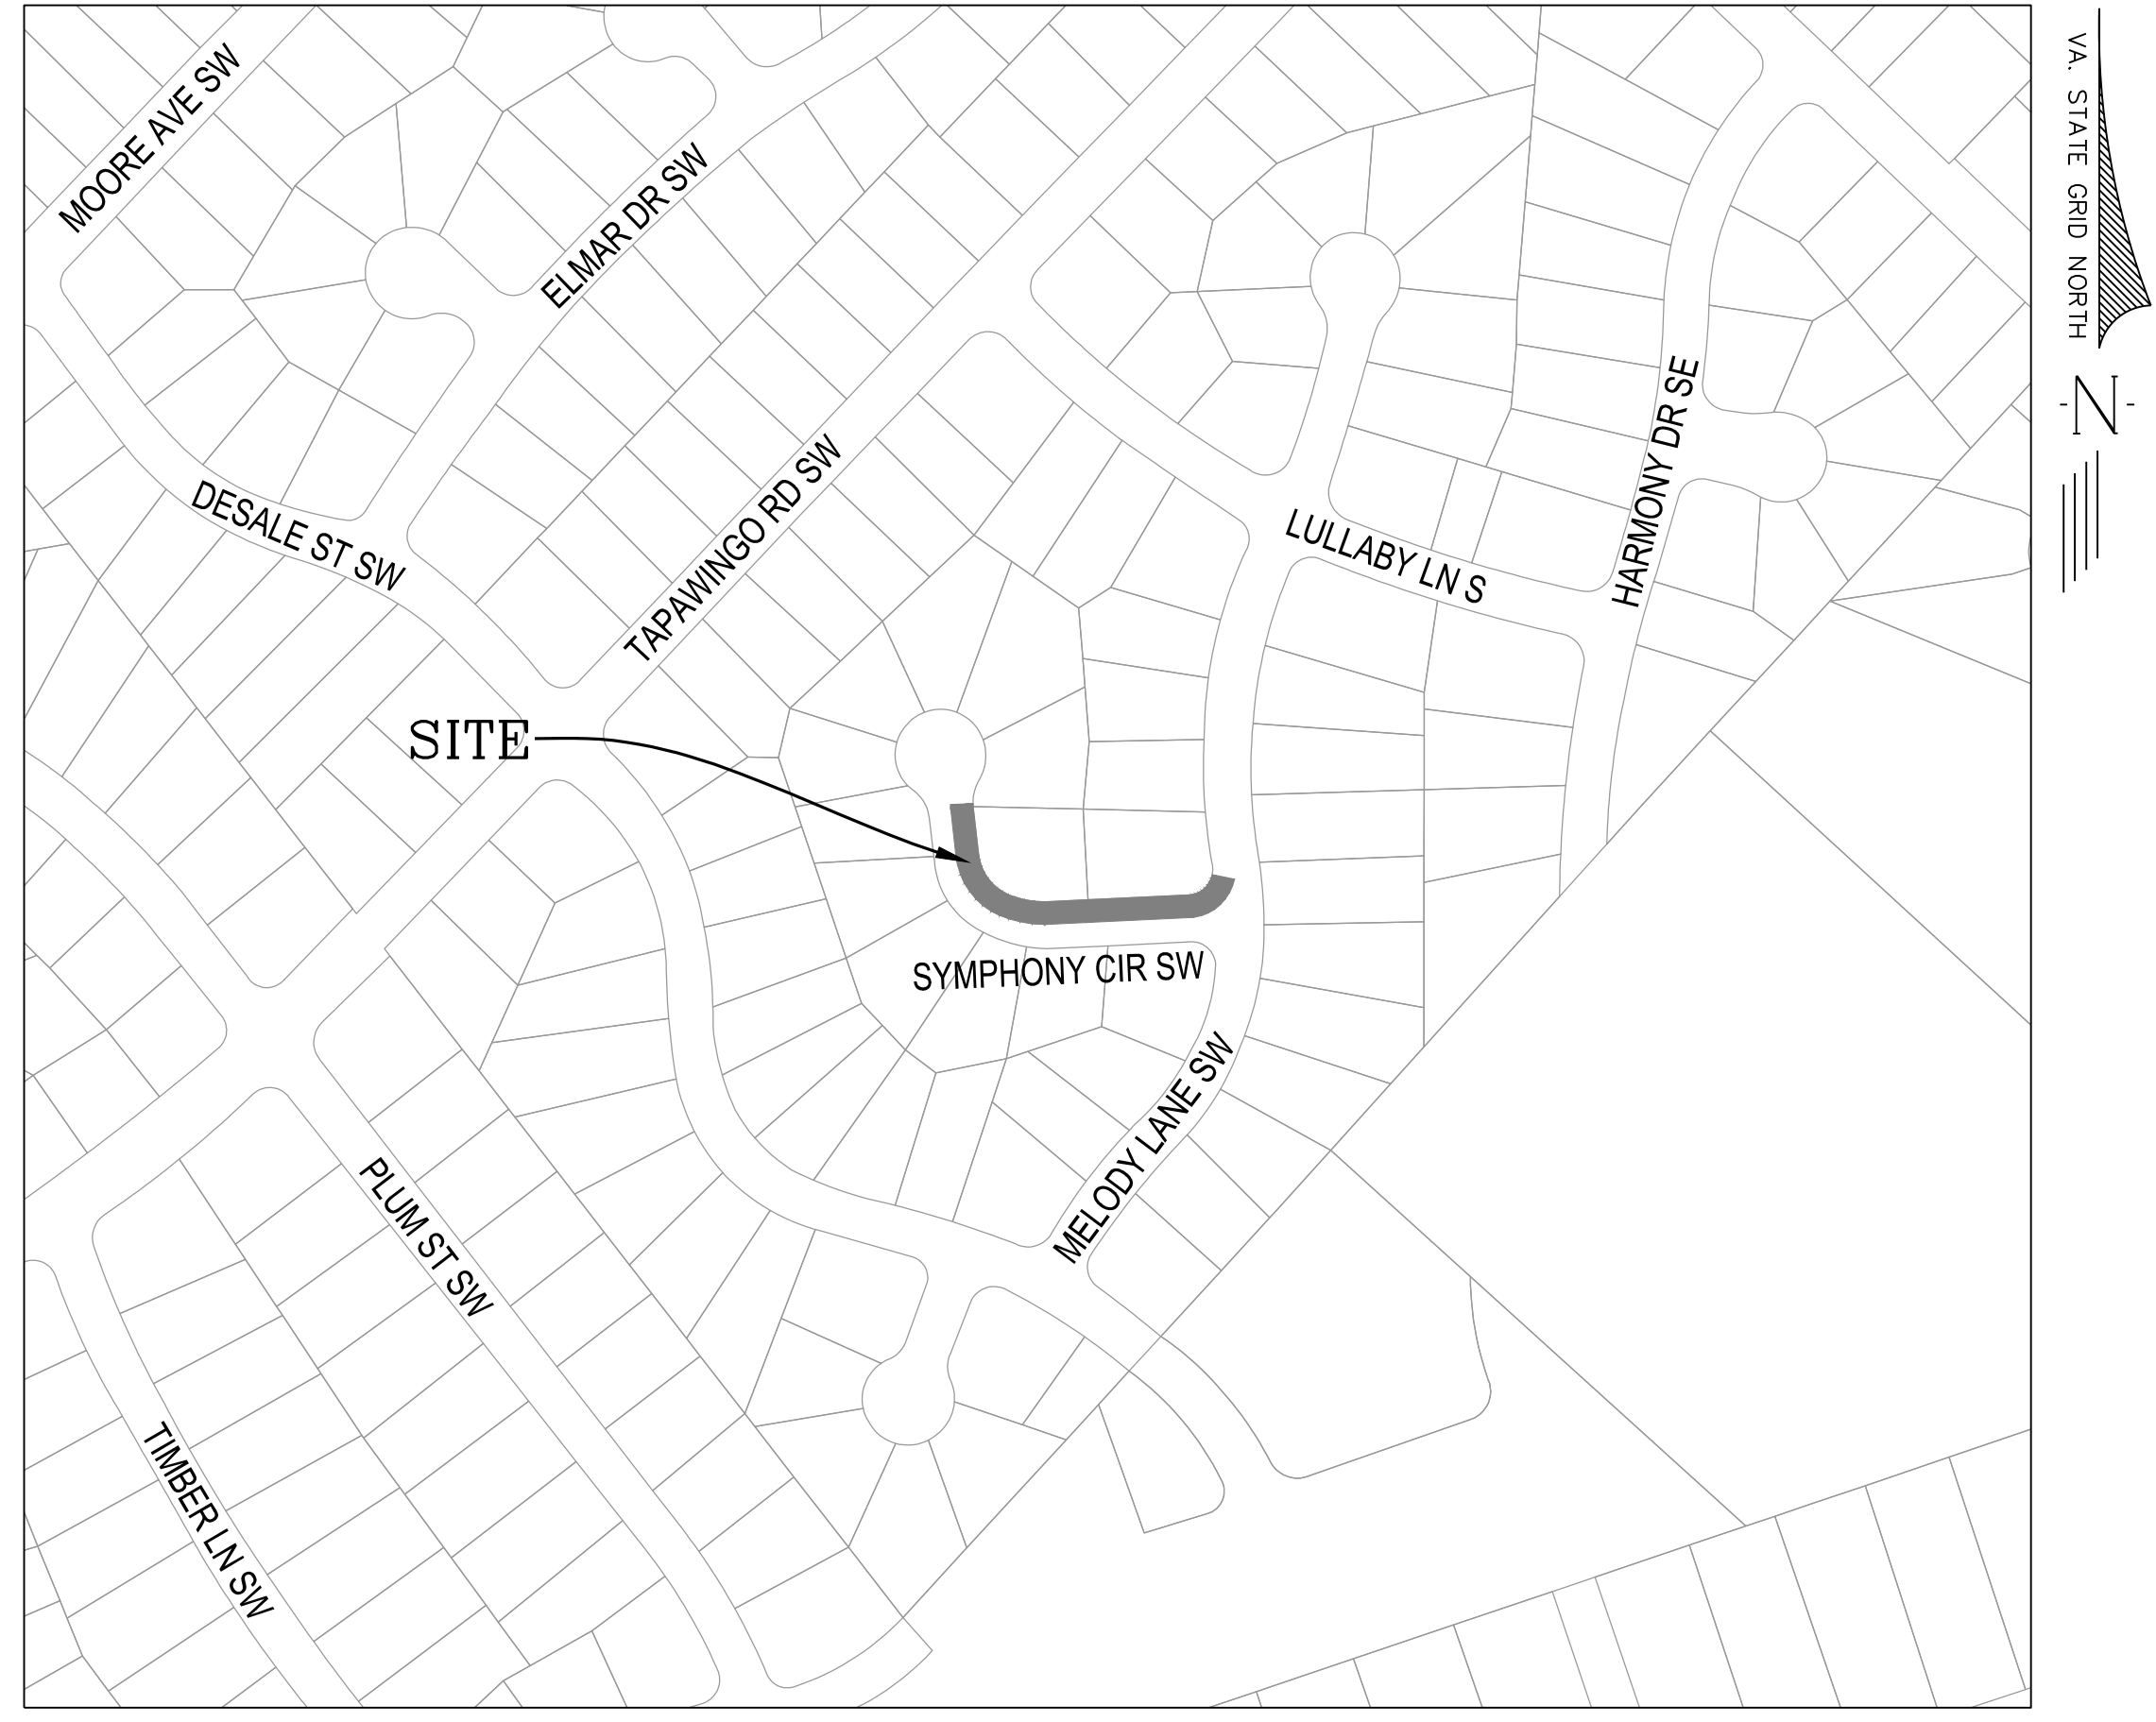 MOORE AVE SW
ELMAR DR SW
DESALE ST SW
TAPAWINGO RD SW
LULLABY LN S
HARMONY DR SE
SITE
SYMPHONY CIR SW
MELODY LANE SW
PLUM ST SW
TIMBER LN SW
VA. STATE GRID NORTH
N